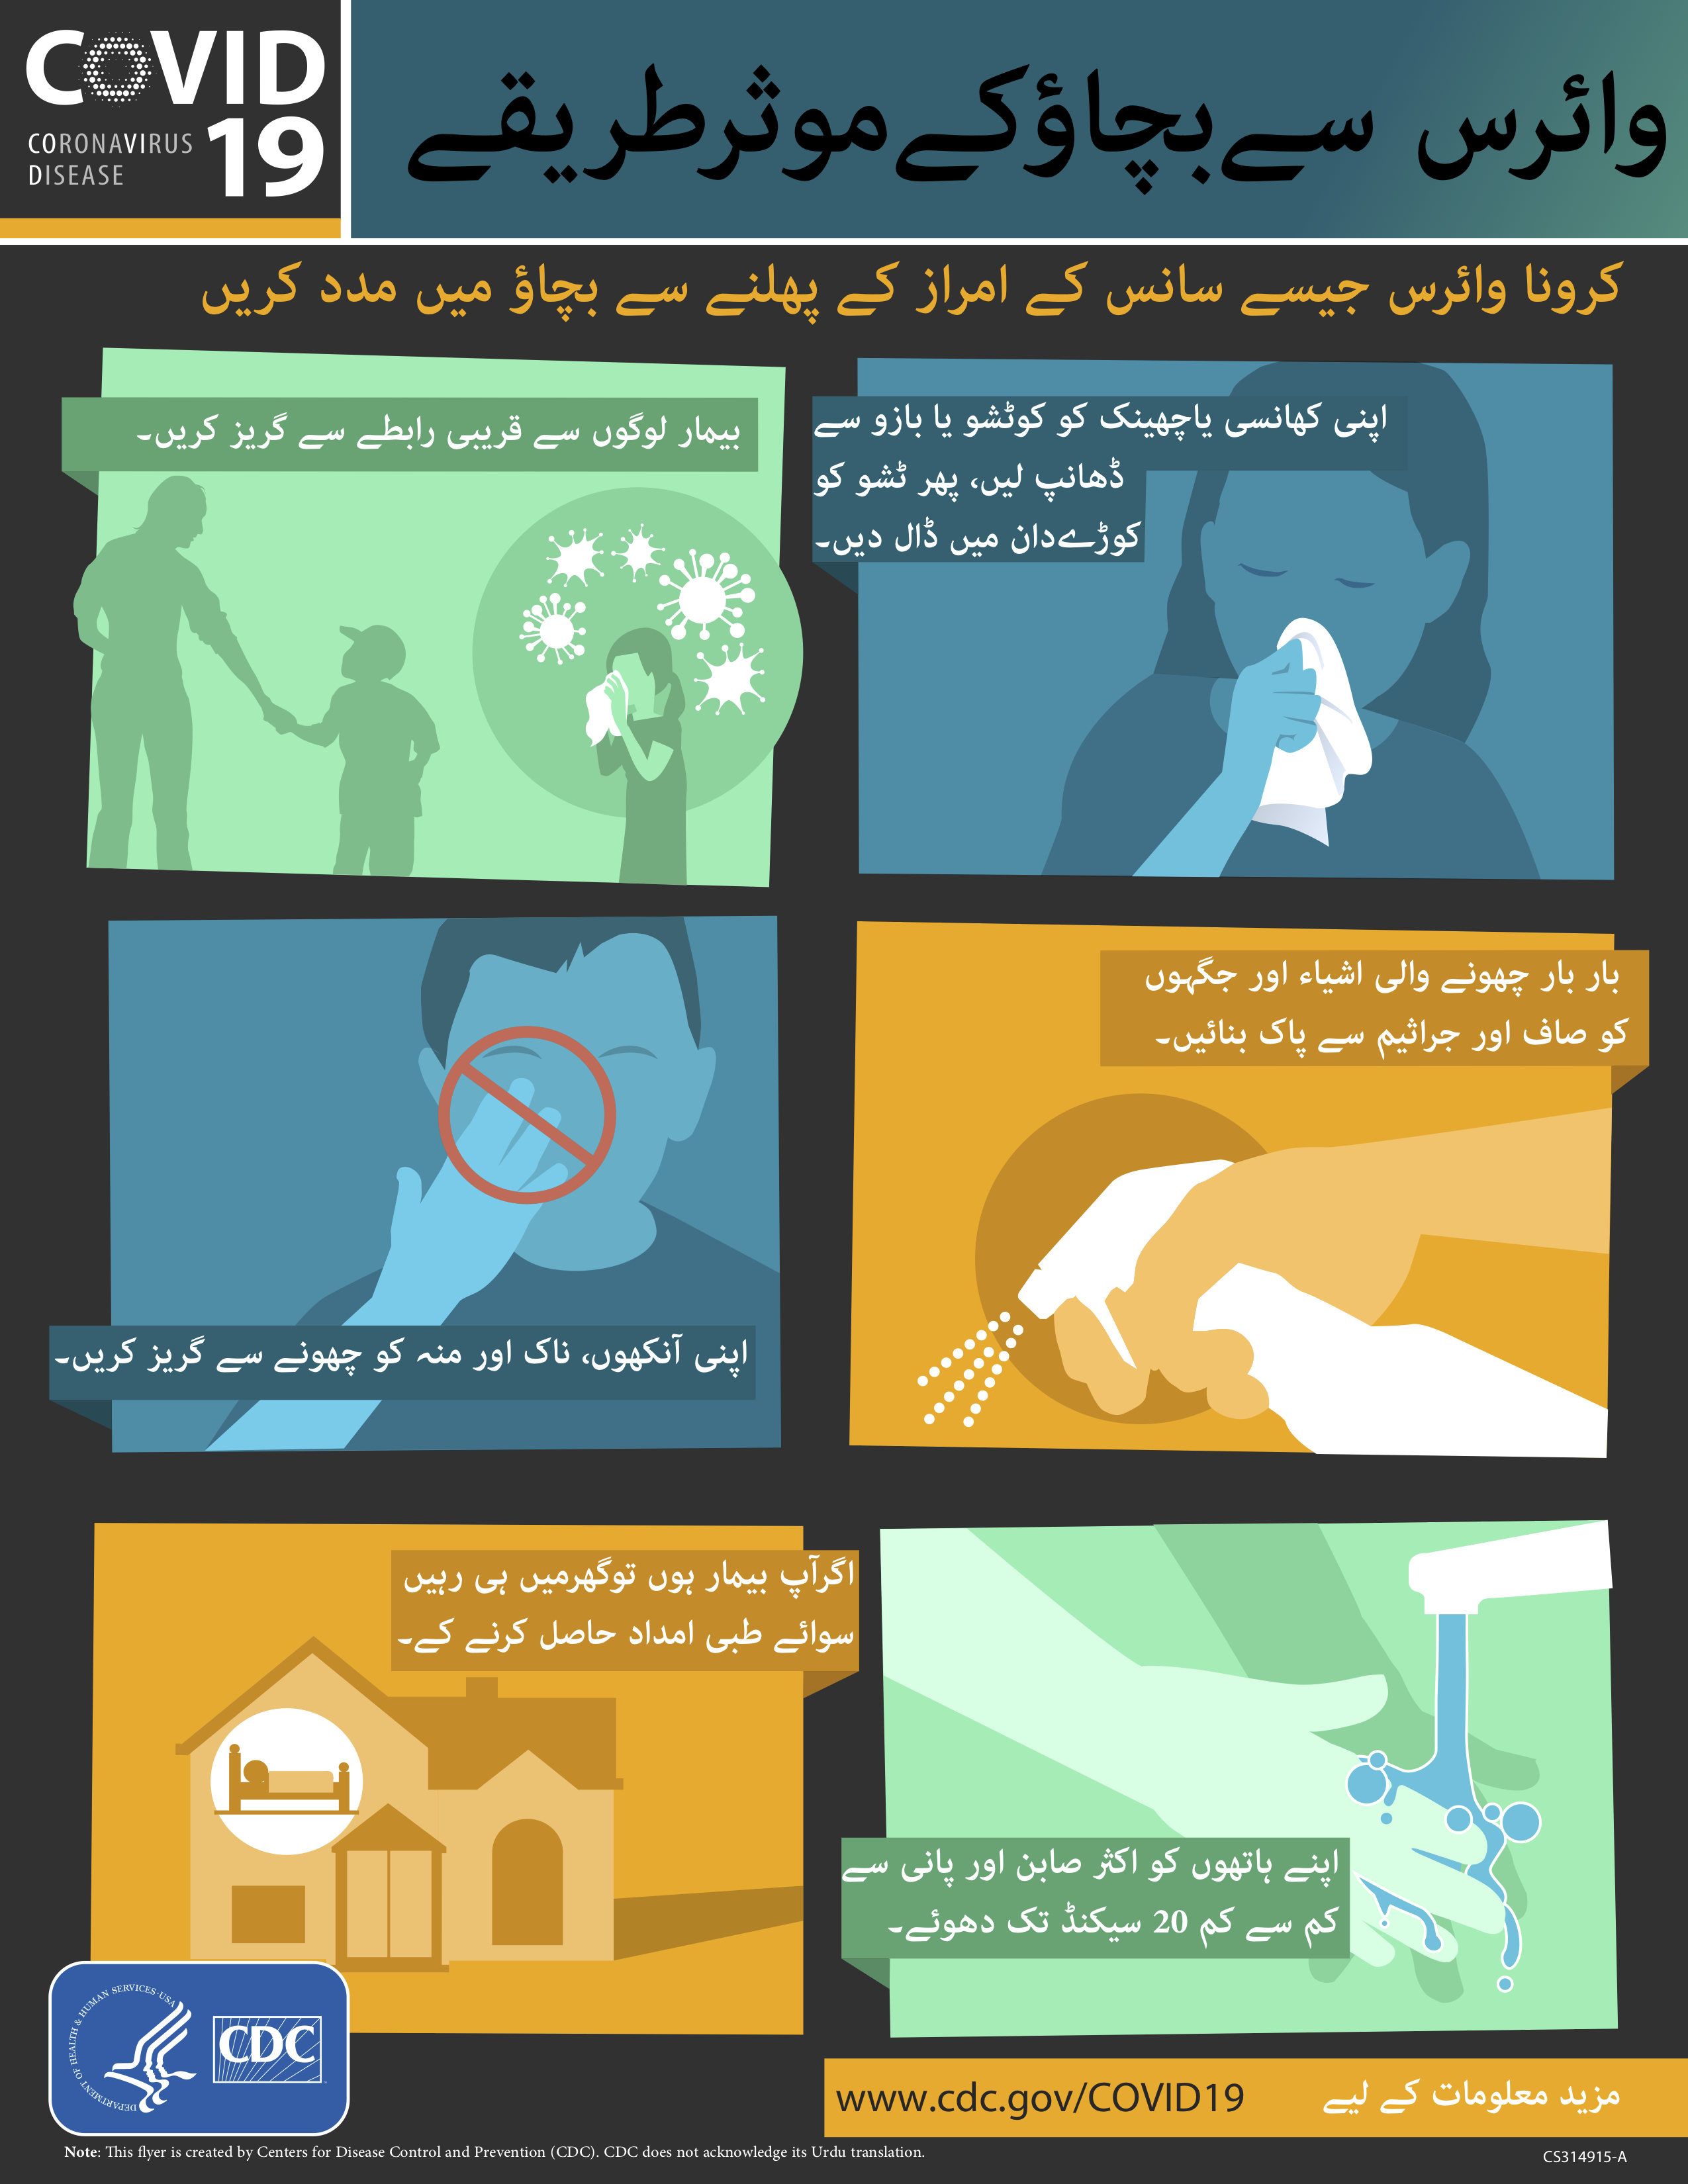 COVID
CORONAVIRUS
DISEASE
19
وائرس سےبچاؤکےموثرطریقے
کرونا وائرس جیسے سانس کے امراز کے پھلنے سے بچاؤ میں مدد کریں
اپنی کھانسی یاچھینک کو کوٹشو یا بازو سے
ڈھانپ لیں، پھر ٹشو کو
کوڑےدان میں ڈال دیں۔
بیمار لوگوں سے قریبی رابطے سے گریز کریں۔
بار بار چھونے والی اشیاء اور جگہوں
کو صاف اور جراثیم سے پاک بنائیں۔
اپنی آنکھوں، ناک اور منہ کو چھونے سے گریز کریں۔
اگرآپ بیمار ہوں توگھرمیں ہی رہیں
سوائے طبی امداد حاصل کرنے کے۔
اپنے ہاتھوں کو اکثر صابن اور پانی سے
کم سے کم 20 سیکنڈ تک دھوئے۔
DEPARTMENT OF HEALTH & HUMAN SERVICES·USA
CDC
مزید معلومات کے لیے www.cdc.gov/COVID19
Note: This flyer is created by Centers for Disease Control and Prevention (CDC). CDC does not acknowledge its Urdu translation.
CS314915-A